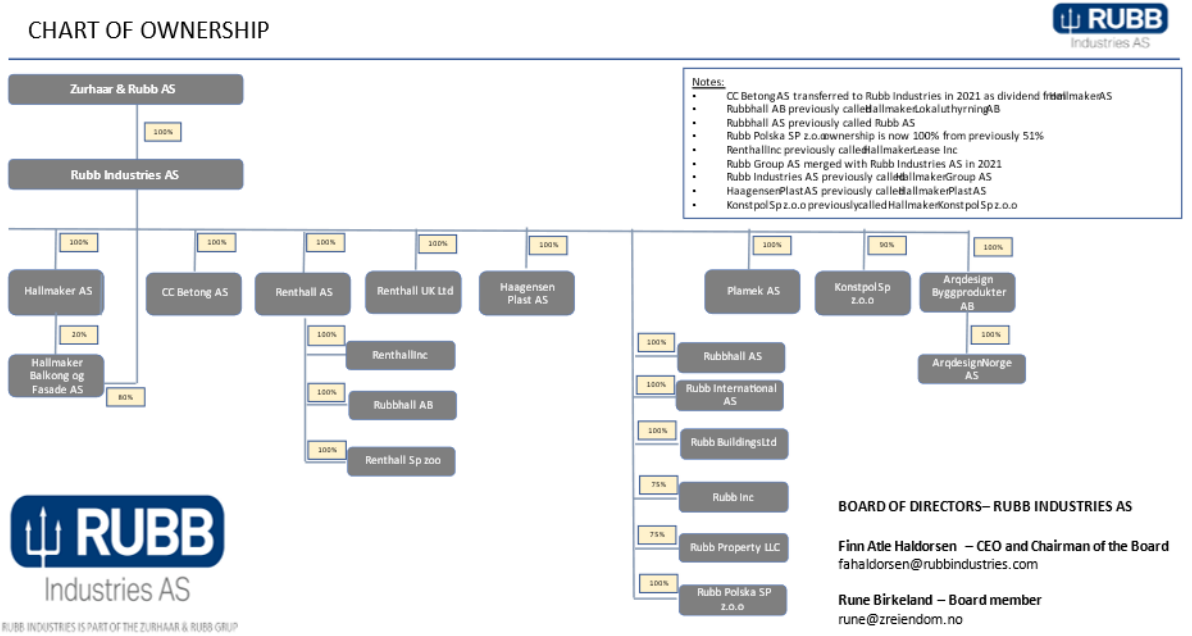 CHART OF OWNERSHIP
RUBB
Industries AS
Zurhaar & Rubb AS
100%
Rubb Industries AS
Notes:
• CC Betong AS transferred to Rubb Industries in 2021 as dividend from Hallmaker AS
• Rubbhall AB previously called Hallmaker Lokaluthyrning AB
• Rubbhall AS previously called Rubb AS
• Rubb Polska SP z.o.o ownership is now 100% from previously 51%
• Renthall Inc previously called Hallmaker Lease Inc
• Rubb Group AS merged with Rubb Industries AS in 2021
• Rubb Industries AS previously called Hallmaker Group AS
• Haagensen Plast AS previously called Hallmaker Plast AS
• Konstpol Sp z.o.o previously called Hallmaker Konstpol Sp z.o.o
100%
100%
100%
100%
100%
100%
90%
100%
Hallmaker AS
CC Betong AS
Renthall AS
Renthall UK Ltd
Haagensen
Plast AS
Plamek AS
Konstpol Sp
z.o.o
Arqdesign
Byggprodukter
AB
20%
Hallmaker
Balkong og
Fasade AS
80%
100%
Renthall Inc
100%
Rubbhall AB
100%
Renthall Sp zoo
100%
Rubbhall AS
100%
Rubb International
AS
100%
Rubb Buildings Ltd
75%
Rubb Inc
75%
Rubb Property LLC
100%
Rubb Polska SP
z.o.o
100%
Arqdesign Norge
AS
RUBB
Industries AS
RUBB INDUSTRIES IS PART OF THE ZURHAAR & RUBB GRUP
BOARD OF DIRECTORS– RUBB INDUSTRIES AS
Finn Atle Haldorsen – CEO and Chairman of the Board
fahaldorsen@rubbindustries.com
Rune Birkeland – Board member
rune@zreiendom.no